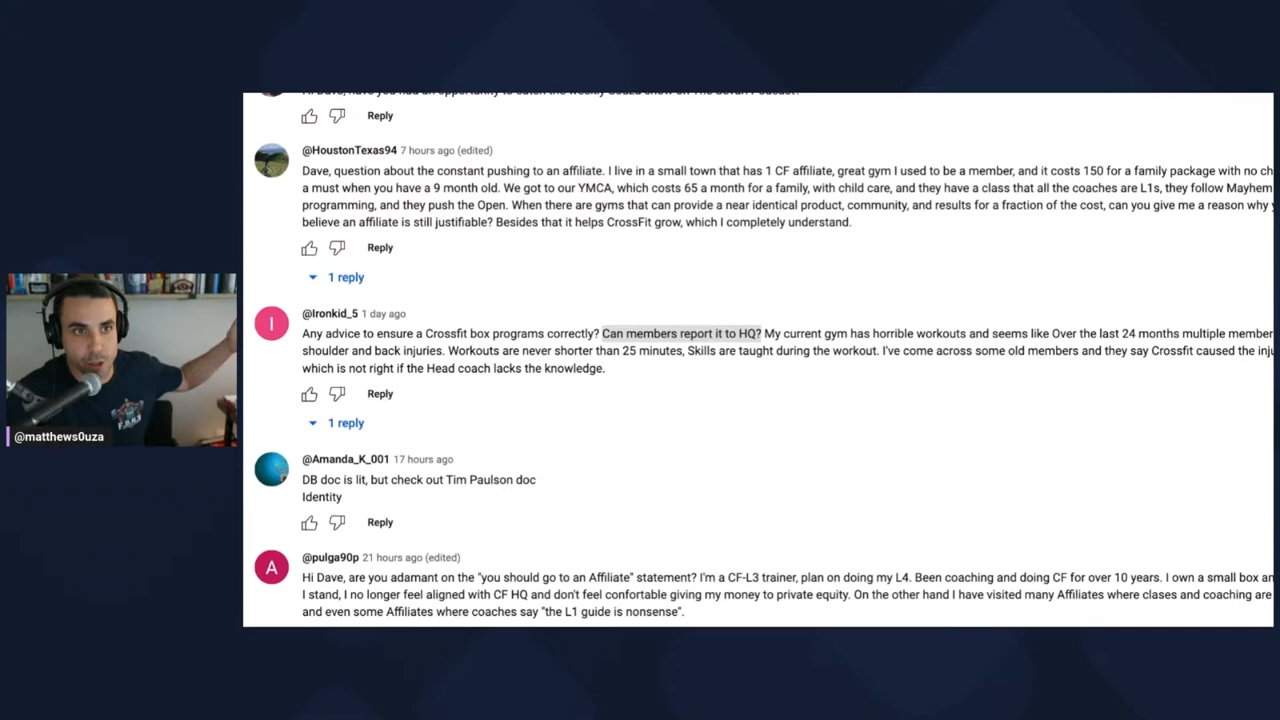 Reply
@HoustonTexas94 7 hours ago (edited)
Dave, question about the constant pushing to an affiliate. I live in a small town that has 1 CF affiliate, great gym I used to be a member, and it costs 150 for a family package with no ch
a must when you have a 9 month old. We got to our YMCA, which costs 65 a month for a family, with child care, and they have a class that all the coaches are L1s, they follow Mayhem
programming, and they push the Open. When there are gyms that can provide a near identical product, community, and results for a fraction of the cost, can you give me a reason why y
believe an affiliate is still justifiable? Besides that it helps CrossFit grow, which I completely understand.
Reply
1 reply
I
@Ironkid_5 1 day ago
Any advice to ensure a Crossfit box programs correctly? Can members report it to HQ? My current gym has horrible workouts and seems like Over the last 24 months multiple member
shoulder and back injuries. Workouts are never shorter than 25 minutes, Skills are taught during the workout. I've come across some old members and they say Crossfit caused the inju
which is not right if the Head coach lacks the knowledge.
Reply
1 reply
@matthews0uza
@Amanda_K_001 17 hours ago
DB doc is lit, but check out Tim Paulson doc
Identity
Reply
A
@pulga90p 21 hours ago (edited)
Hi Dave, are you adamant on the "you should go to an Affiliate" statement? I'm a CF-L3 trainer, plan on doing my L4. Been coaching and doing CF for over 10 years. I own a small box an
I stand, I no longer feel aligned with CF HQ and don't feel confortable giving my money to private equity. On the other hand I have visited many Affiliates where clases and coaching are
and even some Affiliates where coaches say "the L1 guide is nonsense".